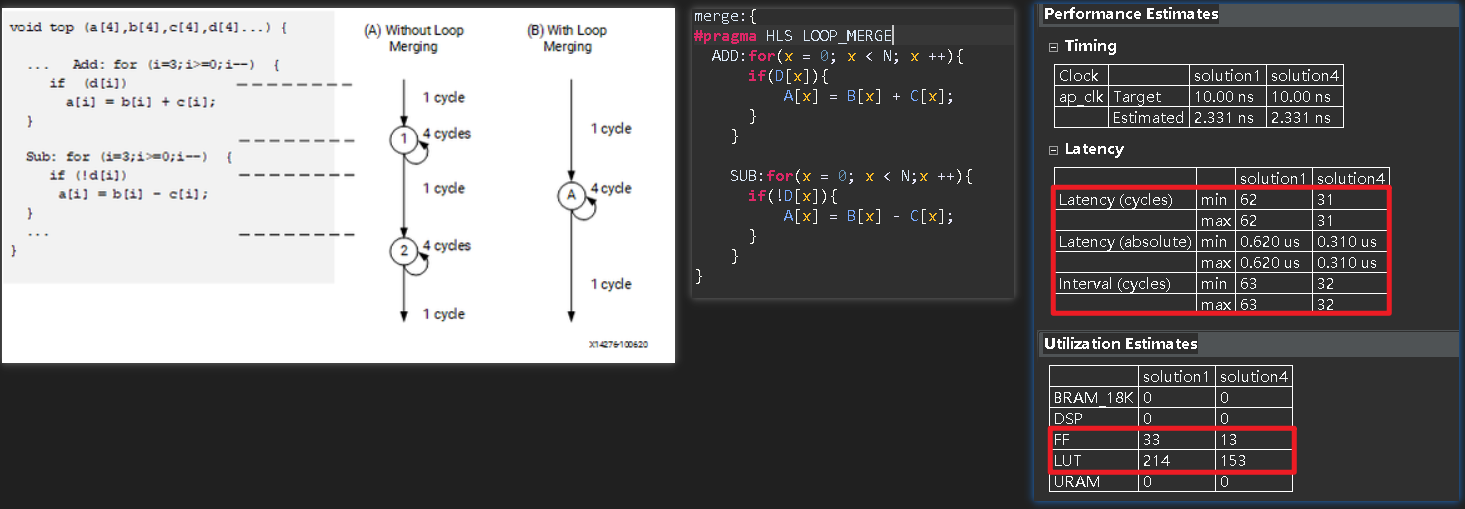 void top (a[4],b[4],c[4],d[4]...) {
... Add: for (i=3;i>=0;i--) {
if (d[i])
a[i] = b[i] + c[i];
}
Sub: for (i=3;i>=0;i--) {
if (!d[i])
a[i] = b[i] - c[i];
}
...
}
(A) Without Loop
Merging
1 cycle
1
4 cycles
1 cycle
2
4 cycles
1 cycle
(B) With Loop
Merging
1 cycle
A
4 cycle
1 cycle
X14276-100620
merge:{
#pragma HLS LOOP_MERGE
ADD:for(x = 0; x < N; x ++){
if(D[x]){
A[x] = B[x] + C[x];
}
}
SUB:for(x = 0; x < N;x ++){
if(!D[x]){
A[x] = B[x] - C[x];
}
}
}
Performance Estimates
Timing
Clock solution1 solution4
ap_clk Target 10.00 ns 10.00 ns
Estimated 2.331 ns 2.331 ns
Latency
solution1 solution4
Latency (cycles) min 62 31
max 62 31
Latency (absolute) min 0.620 us 0.310 us
max 0.620 us 0.310 us
Interval (cycles) min 63 32
max 63 32
Utilization Estimates
solution1 solution4
BRAM_18K 0 0
DSP 0 0
FF 33 13
LUT 214 153
URAM 0 0